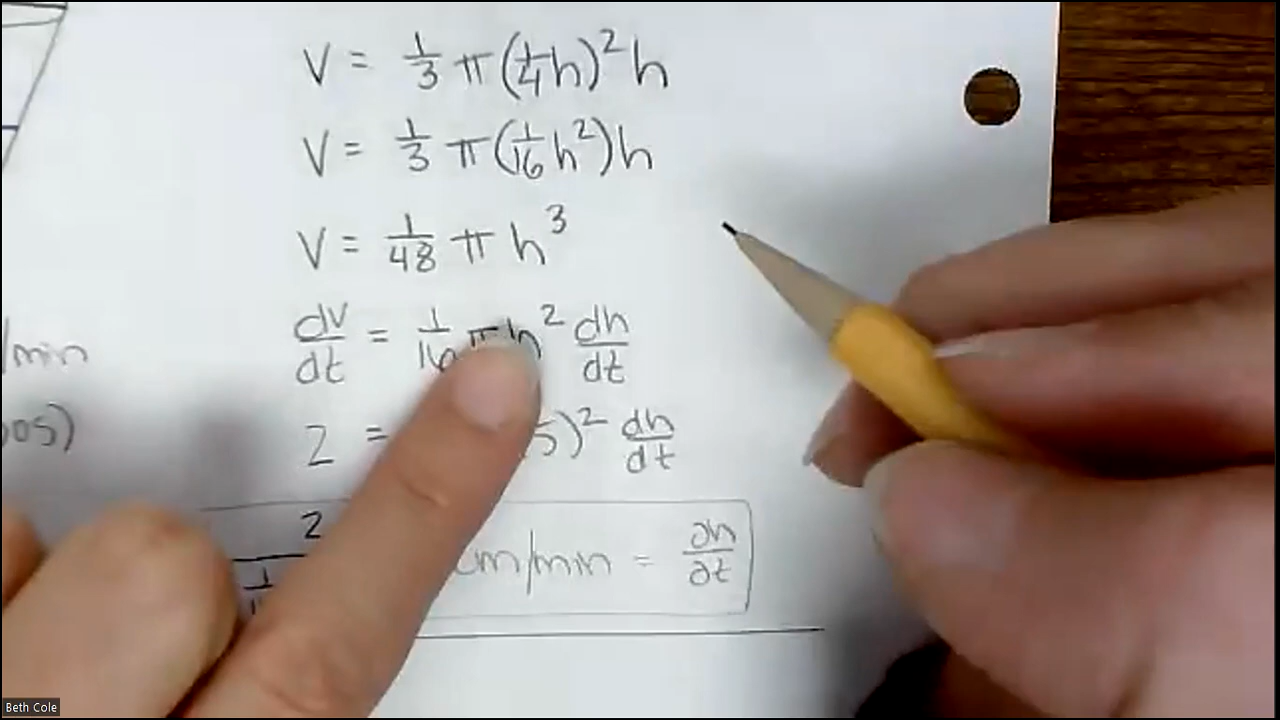 V = 1/3 π(1/4 h)² h
V = 1/3 π(1/16 h²)h
V = 1/48 π h³
/min
dV/dt = 1/16 π h² dh/dt
2 = 5)² dh/dt
2
cm/min = dh/dt
Beth Cole